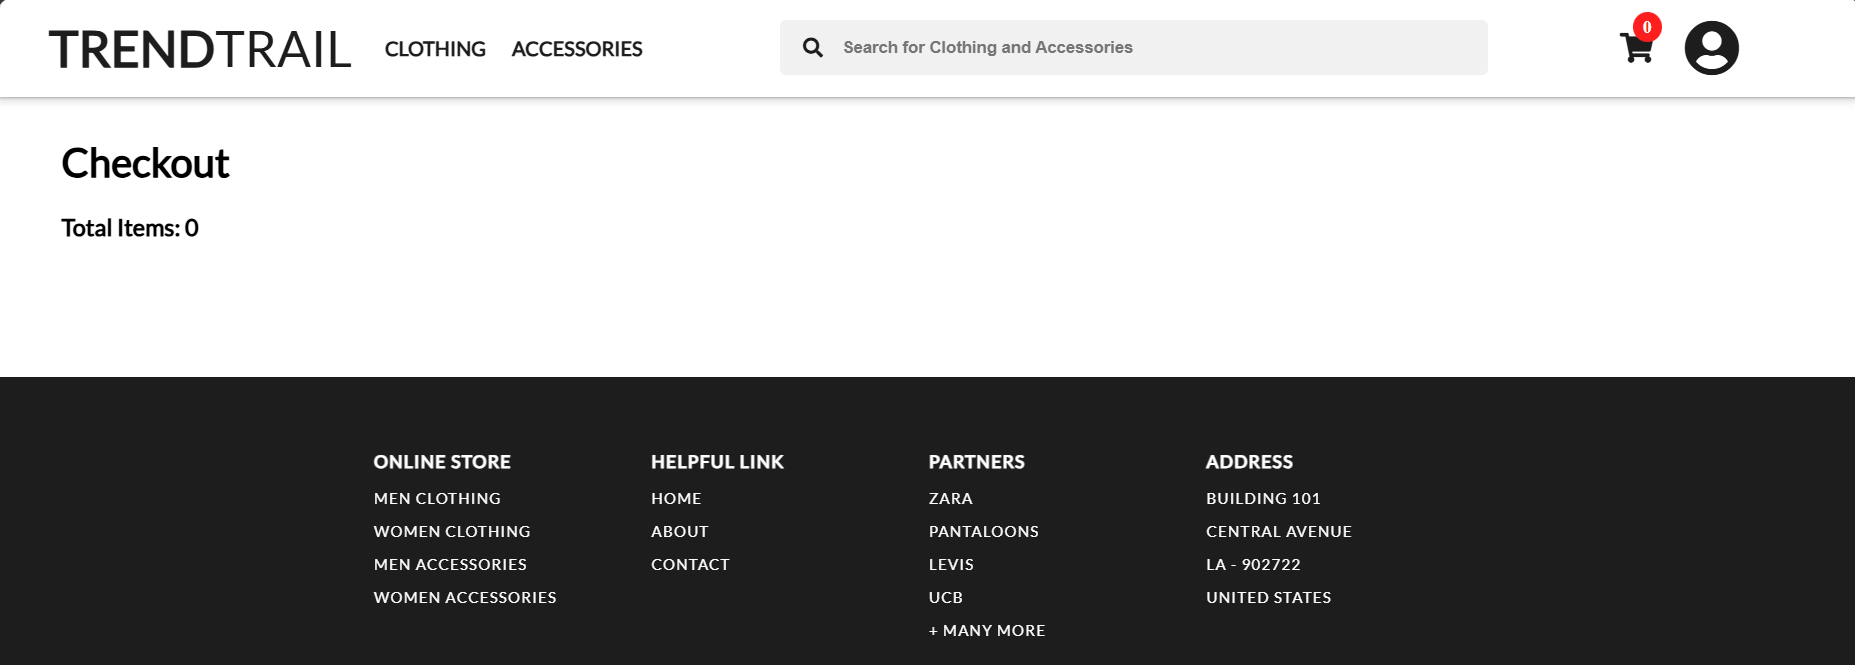 TRENDTRAIL
CLOTHING
ACCESSORIES
Search for Clothing and Accessories
0
Checkout
Total Items: 0
ONLINE STORE
MEN CLOTHING
WOMEN CLOTHING
MEN ACCESSORIES
WOMEN ACCESSORIES
HELPFUL LINK
HOME
ABOUT
CONTACT
PARTNERS
ZARA
PANTALOONS
LEVIS
UCB
+ MANY MORE
ADDRESS
BUILDING 101
CENTRAL AVENUE
LA - 902722
UNITED STATES